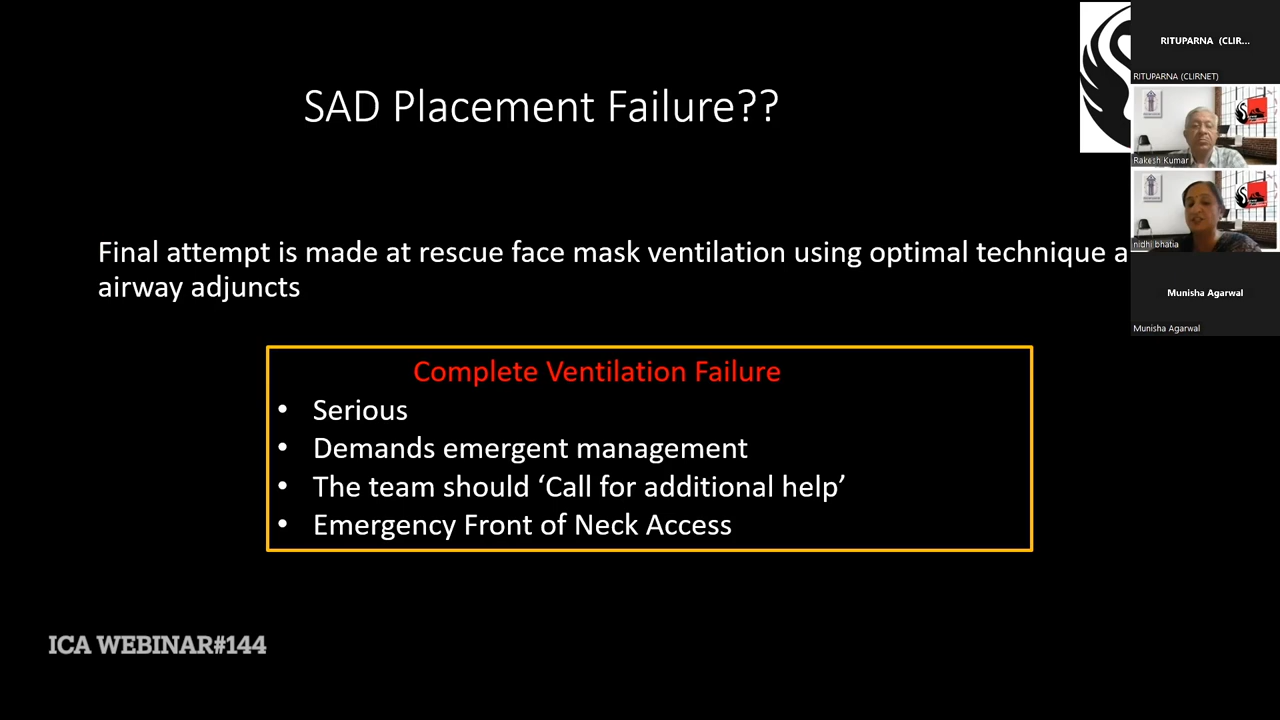 SAD Placement Failure??
Final attempt is made at rescue face mask ventilation using optimal technique a
airway adjuncts
Complete Ventilation Failure
• Serious
• Demands emergent management
• The team should ‘Call for additional help’
• Emergency Front of Neck Access
ICA WEBINAR#144
RITUPARNA (CLIR...
RITUPARNA (CLIRNET)
Rakesh Kumar
nidhi bhatia
Munisha Agarwal
Munisha Agarwal